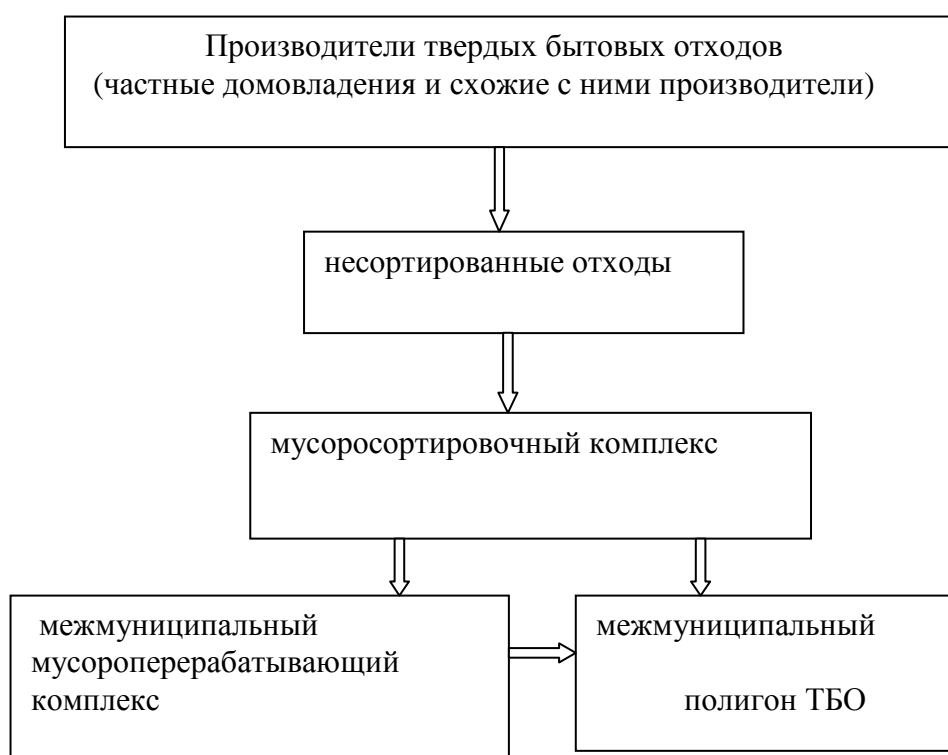 Производители твердых бытовых отходов
(частные домовладения и схожие с ними производители)
несортированные отходы
мусоросортировочный комплекс
межмуниципальный
мусороперерабатывающий
комплекс
межмуниципальный
полигон ТБО